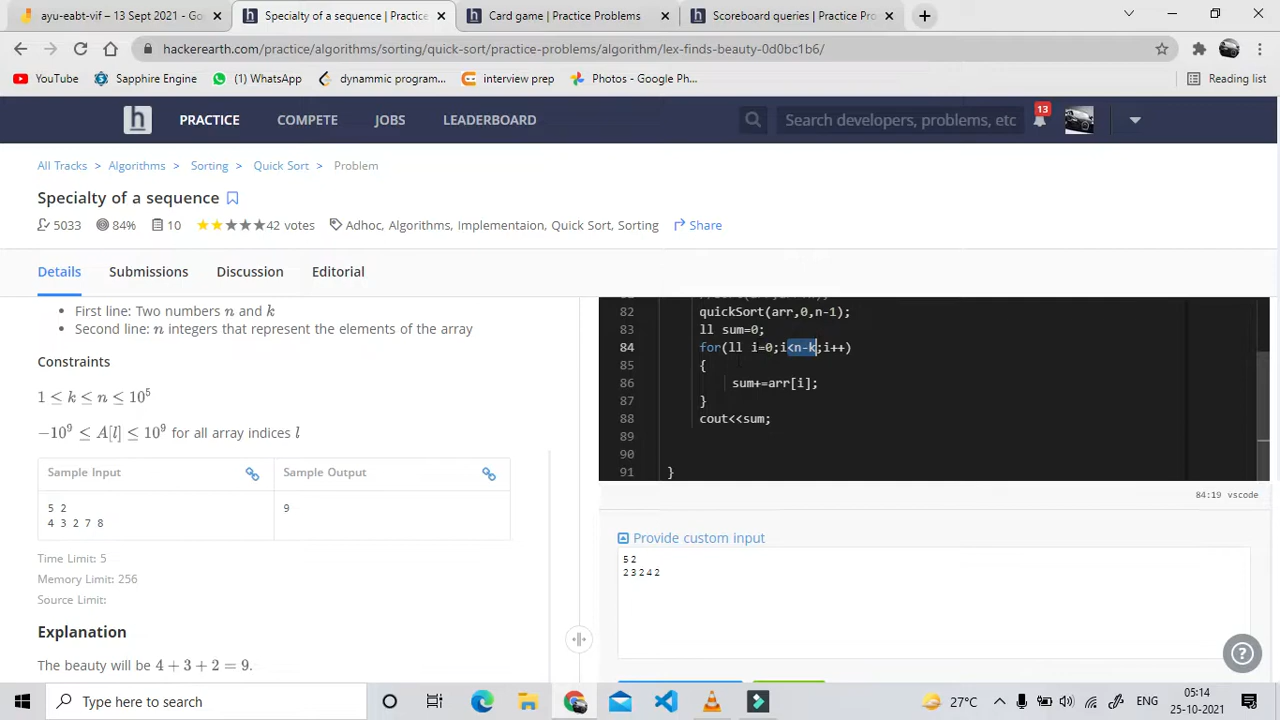 ayu-eabt-vif – 13 Sept 2021 - Goog
Specialty of a sequence | Practice
Card game | Practice Problems
Scoreboard queries | Practice Pro
hackerearth.com/practice/algorithms/sorting/quick-sort/practice-problems/algorithm/lex-finds-beauty-0d0bc1b6/
YouTube Sapphire Engine (1) WhatsApp dynammic program... interview prep Photos - Google Ph... Reading list
h PRACTICE COMPETE JOBS LEADERBOARD Search developers, problems, etc 13
All Tracks > Algorithms > Sorting > Quick Sort > Problem
Specialty of a sequence
5033 84% 10 42 votes Adhoc, Algorithms, Implementaion, Quick Sort, Sorting Share
Details Submissions Discussion Editorial
First line: Two numbers n and k
Second line: n integers that represent the elements of the array
Constraints
1 ≤ k ≤ n ≤ 10^5
−10^9 ≤ A[l] ≤ 10^9 for all array indices l
Sample Input Sample Output
5 2 9
4 3 2 7 8
Time Limit: 5
Memory Limit: 256
Source Limit:
Explanation
The beauty will be 4 + 3 + 2 = 9.
82 quickSort(arr,0,n-1);
83 ll sum=0;
84 for(ll i=0;i<n-k;i++)
85 {
86 sum+=arr[i];
87 }
88 cout<<sum;
89
90
91 }
84:19 vscode
Provide custom input
5 2
2 3 2 4 2
Type here to search
27°C ENG 05:14
25-10-2021